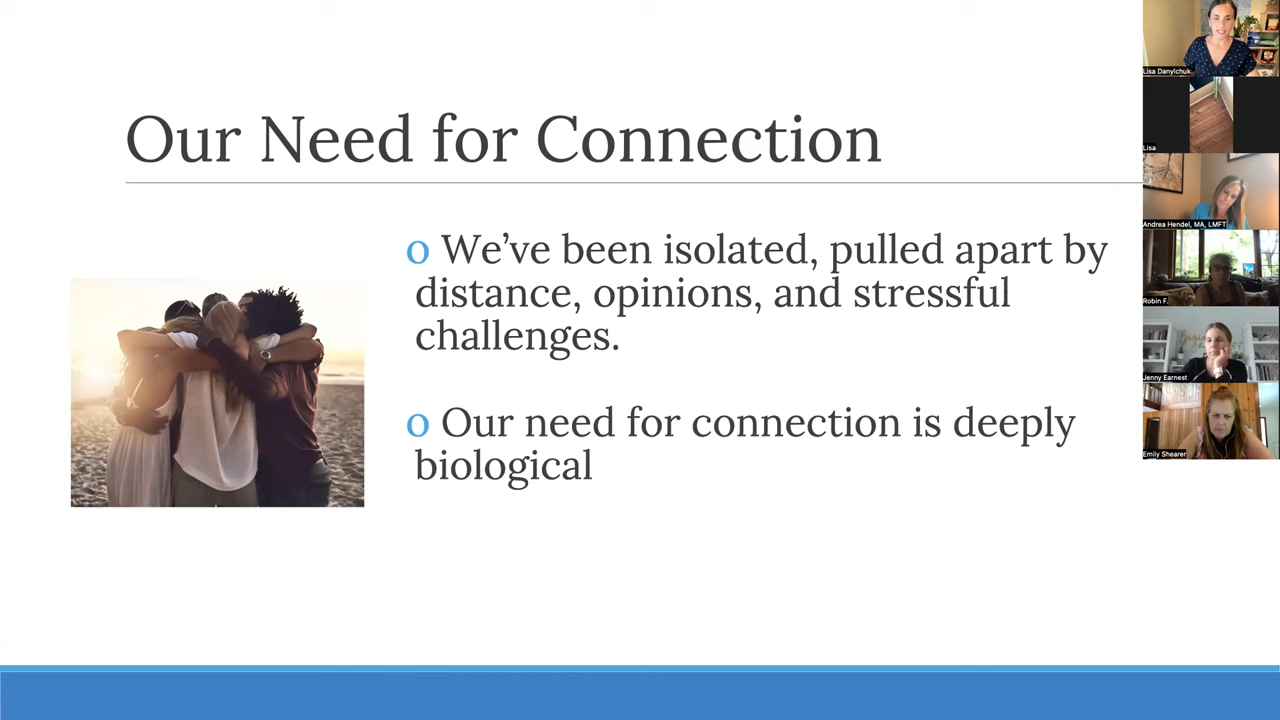 Our Need for Connection
o We’ve been isolated, pulled apart by
distance, opinions, and stressful
challenges.
o Our need for connection is deeply
biological
Lisa Danylchuk
Lisa
Andrea Hendel, MA, LMFT
Robin F.
Jenny Earnest
Emily Shearer